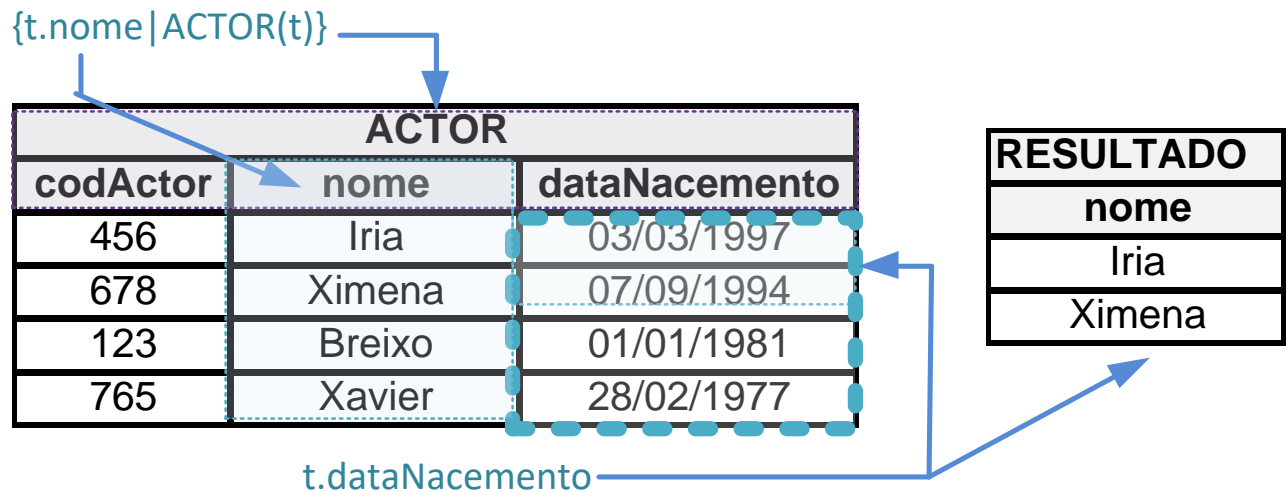 {t.nome|ACTOR(t)}
ACTOR
codActor nome dataNacemento
456 Iria 03/03/1997
678 Ximena 07/09/1994
123 Breixo 01/01/1981
765 Xavier 28/02/1977
t.dataNacemento
RESULTADO
nome
Iria
Ximena